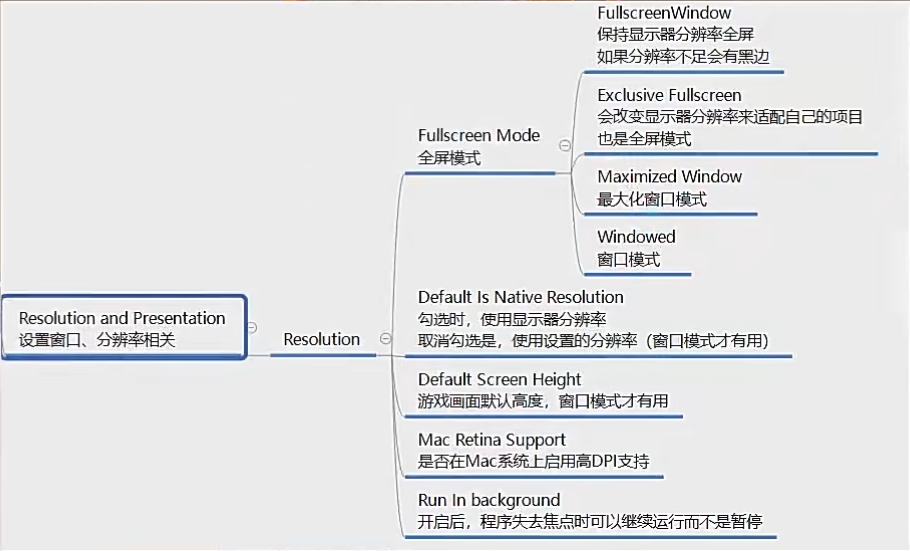 Resolution and Presentation
设置窗口、分辨率相关
Resolution
Fullscreen Mode
全屏模式
FullscreenWindow
保持显示器分辨率全屏
如果分辨率不足会有黑边
Exclusive Fullscreen
会改变显示器分辨率来适配自己的项目
也是全屏模式
Maximized Window
最大化窗口模式
Windowed
窗口模式
Default Is Native Resolution
勾选时，使用显示器分辨率
取消勾选是，使用设置的分辨率（窗口模式才有用）
Default Screen Height
游戏画面默认高度，窗口模式才有用
Mac Retina Support
是否在Mac系统上启用高DPI支持
Run In background
开启后，程序失去焦点时可以继续运行而不是暂停